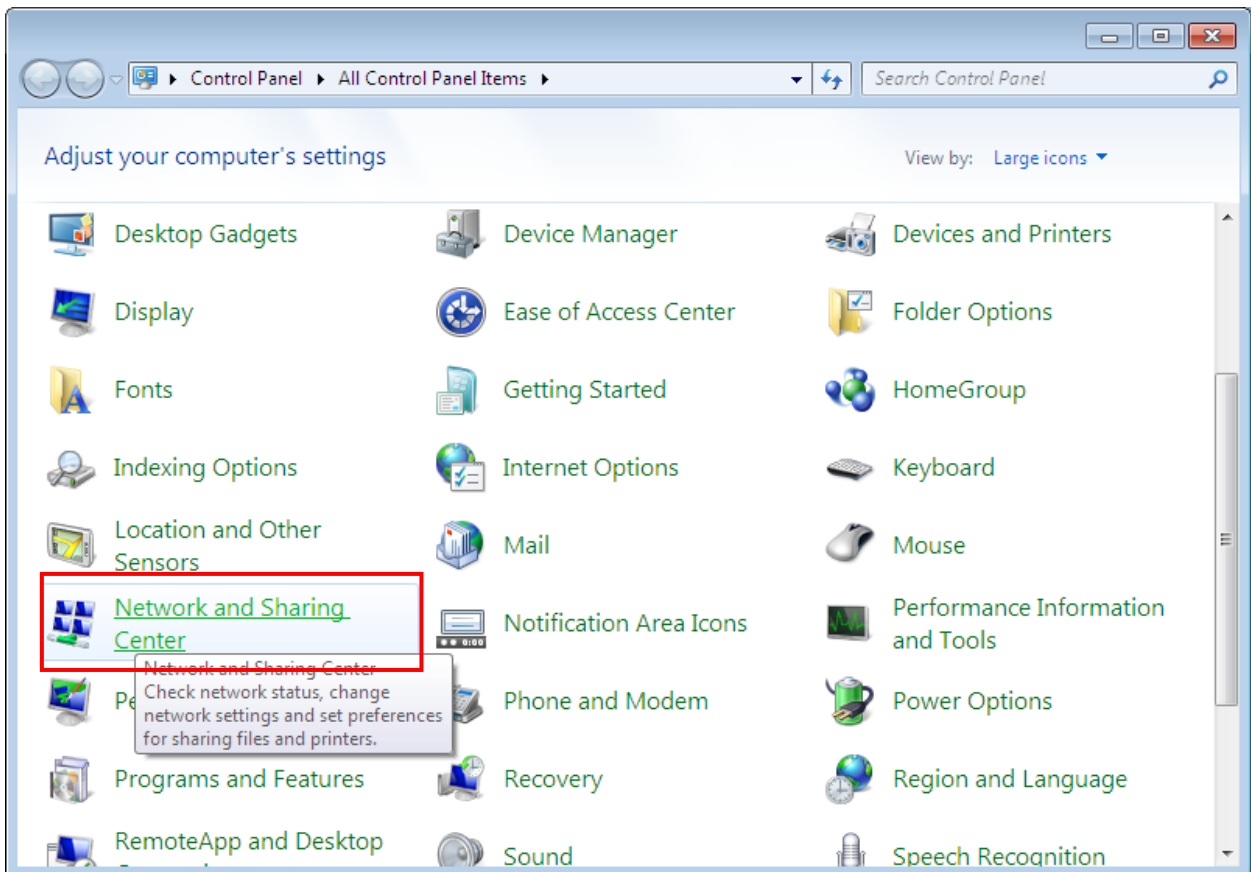 Control Panel ▸ All Control Panel Items ▸
Search Control Panel
Adjust your computer's settings
View by: Large icons
Desktop Gadgets
Device Manager
Devices and Printers
Display
Ease of Access Center
Folder Options
Fonts
Getting Started
HomeGroup
Indexing Options
Internet Options
Keyboard
Location and Other
Sensors
Mail
Mouse
Network and Sharing
Center
Notification Area Icons
Performance Information
and Tools
Network and Sharing Center
Check network status, change
network settings and set preferences
for sharing files and printers.
Phone and Modem
Power Options
Programs and Features
Recovery
Region and Language
RemoteApp and Desktop
Sound
Speech Recognition